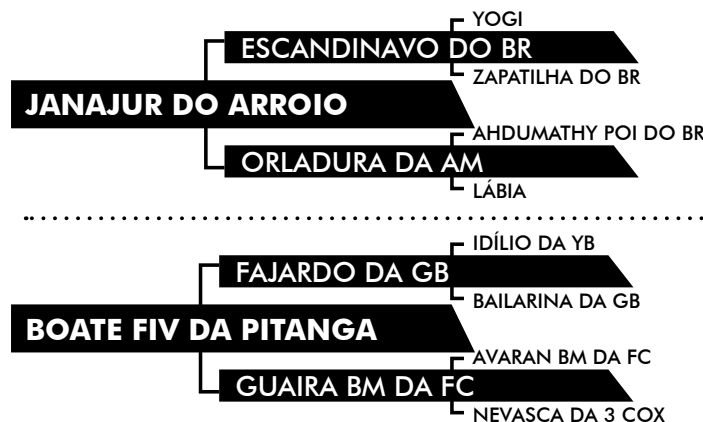 YOGI
ESCANDINAVO DO BR
ZAPATILHA DO BR
JANAJUR DO ARROIO
AHDUMATHY POI DO BR
ORLADURA DA AM
LÁBIA
IDÍLIO DA YB
FAJARDO DA GB
BAILARINA DA GB
BOATE FIV DA PITANGA
AVARAN BM DA FC
GUAIRA BM DA FC
NEVASCA DA 3 COX